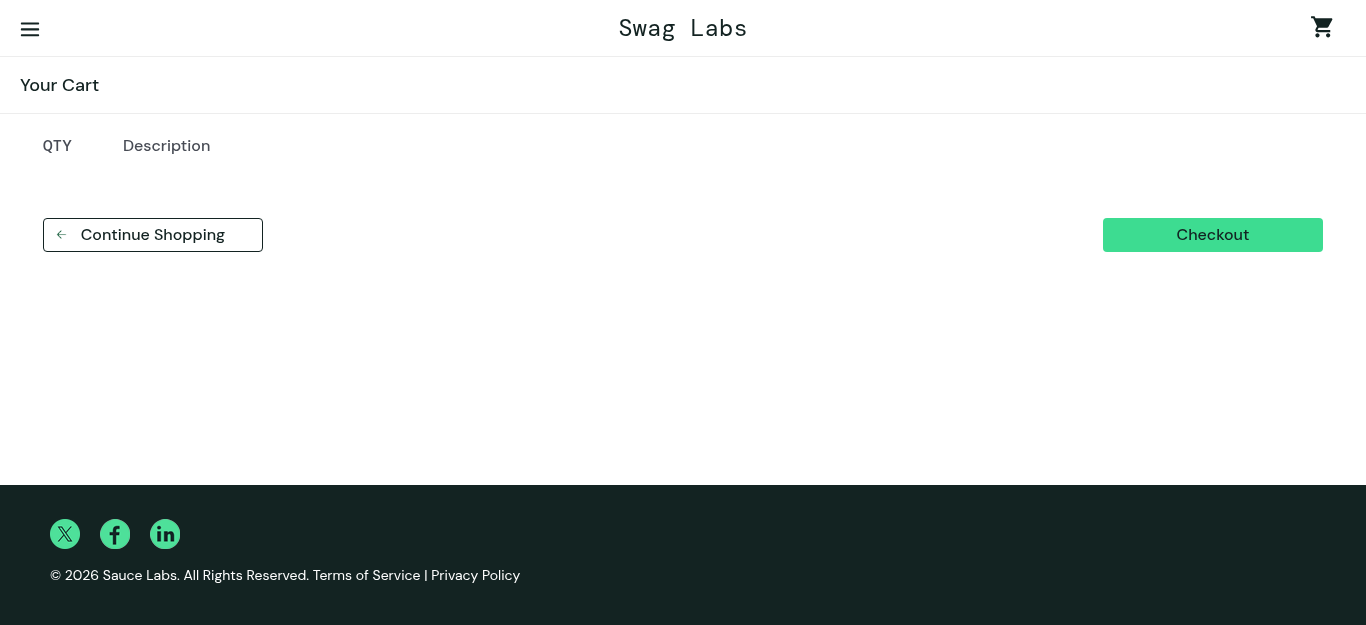 Swag Labs
Your Cart
QTY Description
Continue Shopping Checkout
© 2026 Sauce Labs. All Rights Reserved. Terms of Service | Privacy Policy